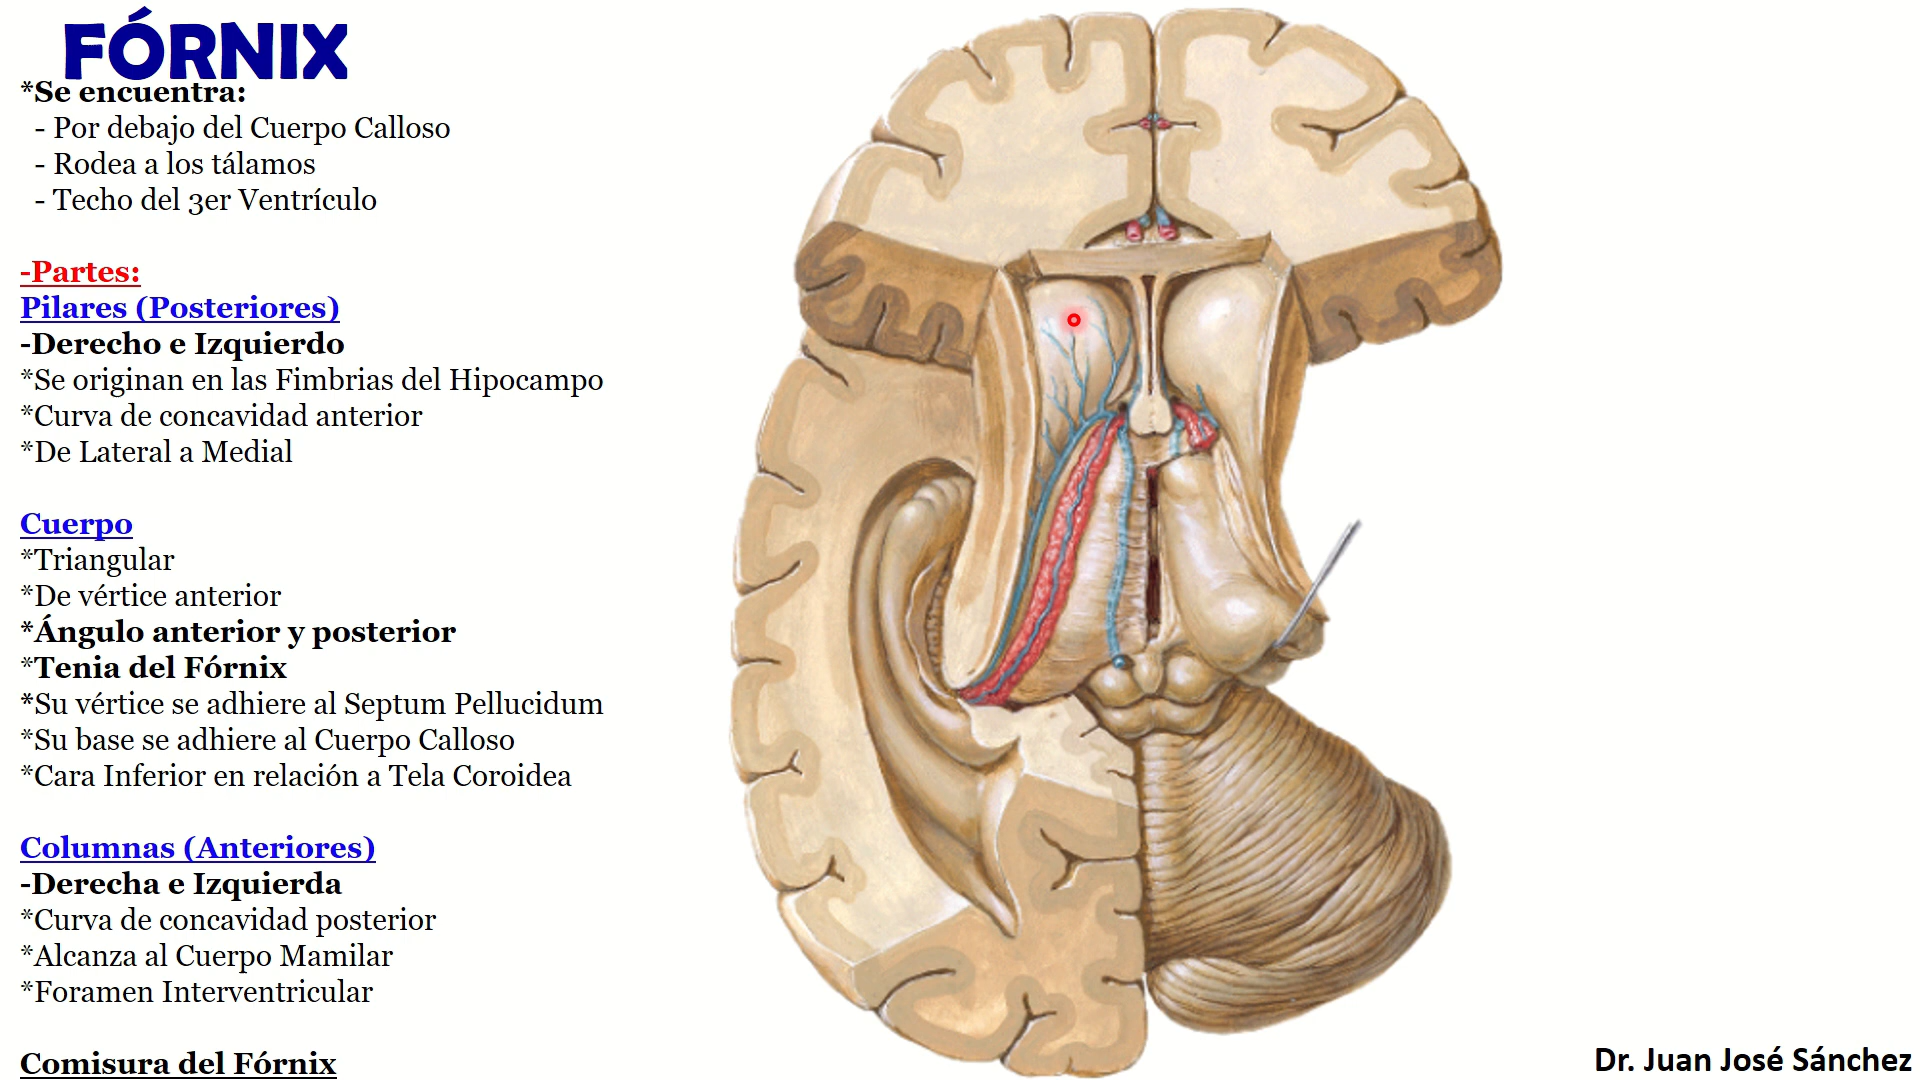 FÓRNIX
*Se encuentra:
- Por debajo del Cuerpo Calloso
- Rodea a los tálamos
- Techo del 3er Ventrículo
-Partes:
Pilares (Posteriores)
-Derecho e Izquierdo
*Se originan en las Fimbrias del Hipocampo
*Curva de concavidad anterior
*De Lateral a Medial
Cuerpo
*Triangular
*De vértice anterior
*Ángulo anterior y posterior
*Tenia del Fórnix
*Su vértice se adhiere al Septum Pellucidum
*Su base se adhiere al Cuerpo Calloso
*Cara Inferior en relación a Tela Coroidea
Columnas (Anteriores)
-Derecha e Izquierda
*Curva de concavidad posterior
*Alcanza al Cuerpo Mamilar
*Foramen Interventricular
Comisura del Fórnix
Dr. Juan José Sánchez